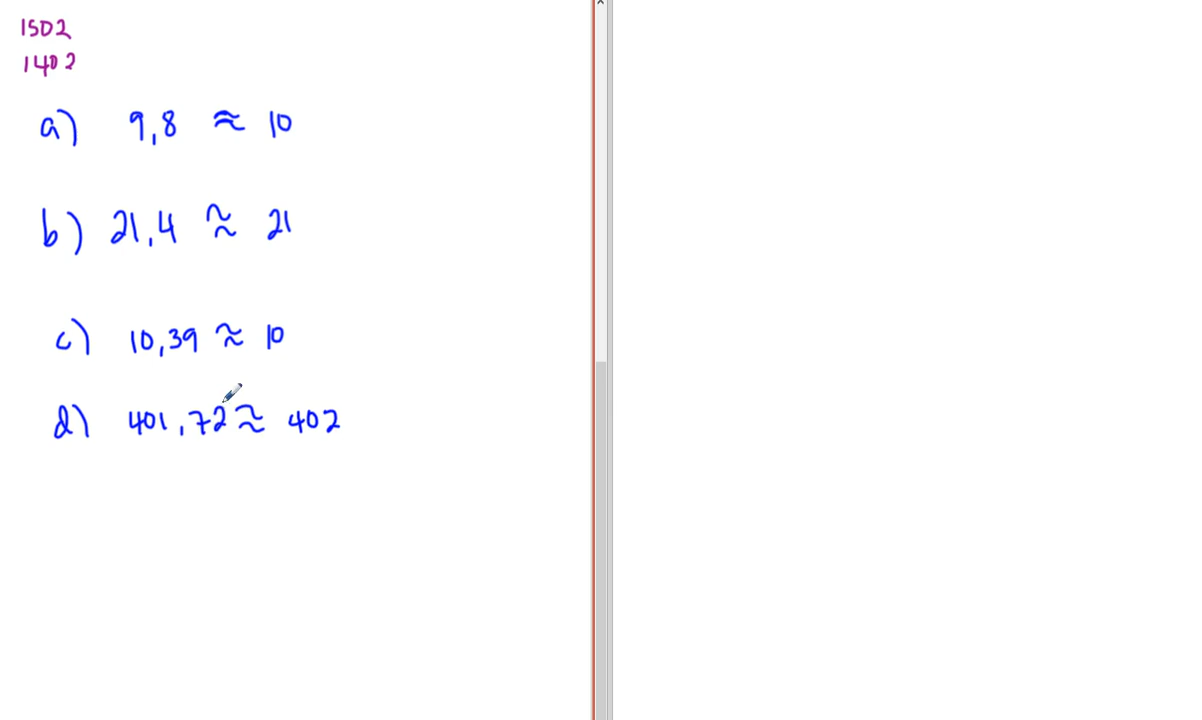 1502
1402
a) 9,8 ≈ 10
b) 21,4 ≈ 21
c) 10,39 ≈ 10
d) 401,72 ≈ 402